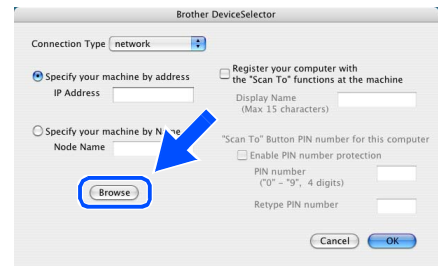 Brother DeviceSelector
Connection Type network
Specify your machine by address
IP Address
Specify your machine by Name
Node Name
Browse
Register your computer with
the "Scan To" functions at the machine
Display Name
(Max 15 characters)
"Scan To" Button PIN number for this computer
Enable PIN number protection
PIN number
("0" – "9", 4 digits)
Retype PIN number
Cancel OK